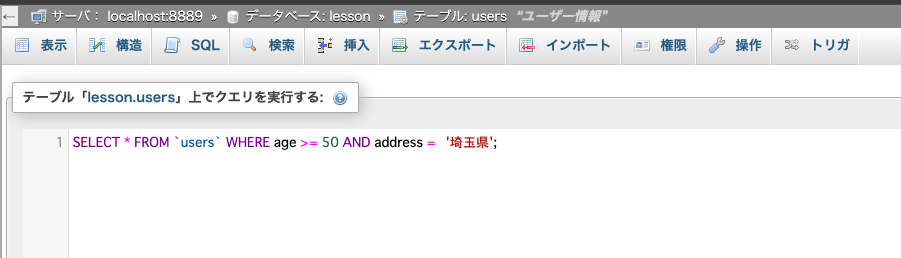 ← サーバ： localhost:8889 » データベース: lesson » テーブル: users “ユーザー情報”
表示 構造 SQL 検索 挿入 エクスポート インポート 権限 操作 トリガ
テーブル「lesson.users」上でクエリを実行する:
1 SELECT * FROM `users` WHERE age >= 50 AND address = '埼玉県';